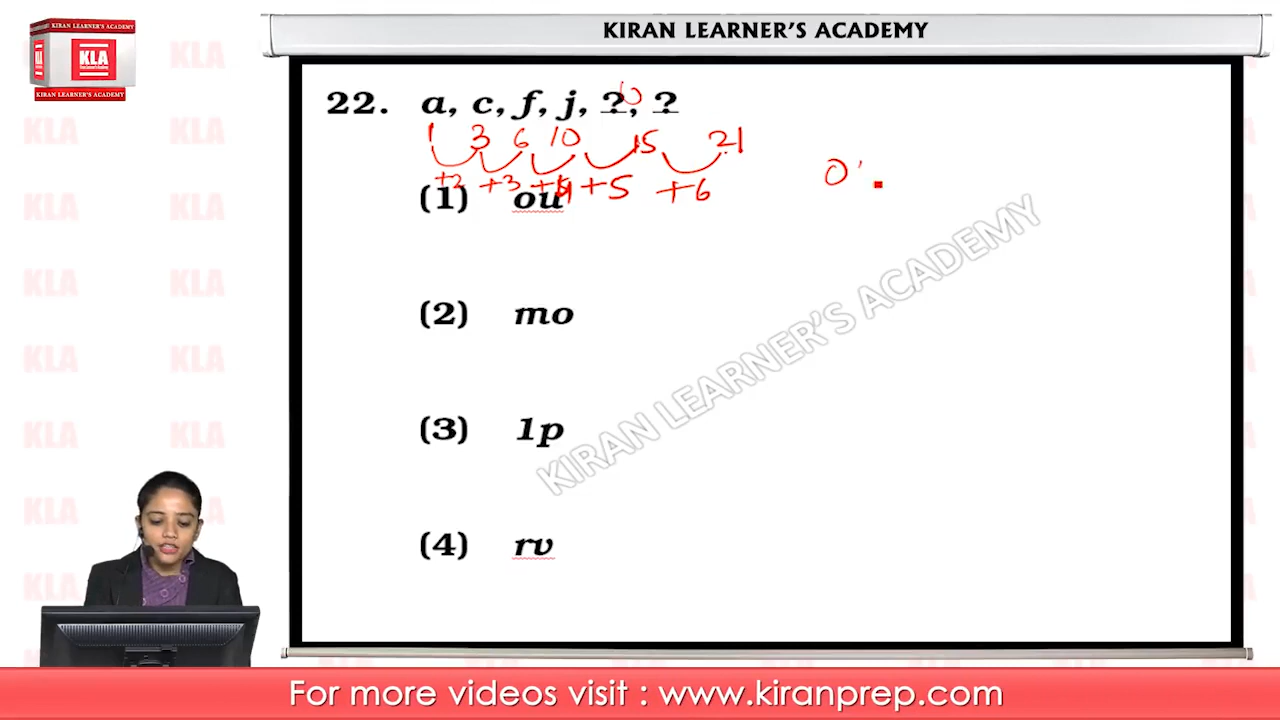 KIRAN LEARNER'S ACADEMY
KLA
KIRAN LEARNER'S ACADEMY
KIRAN LEARNER'S ACADEMY
22. a, c, f, j, ?, ?
1 3 6 10 15 21
+2 +3 +4 +5 +6
0
(1) ou
(2) mo
(3) 1p
(4) rv
KIRAN LEARNER'S ACADEMY
For more videos visit : www.kiranprep.com